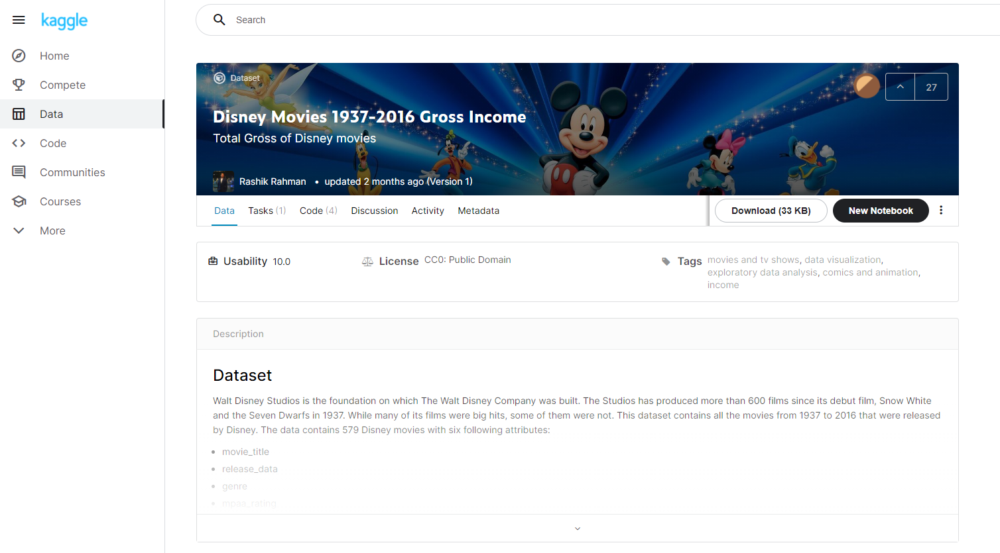 kaggle
Search
Home
Compete
Data
Code
Communities
Courses
More
Dataset
27
Disney Movies 1937-2016 Gross Income
Total Gross of Disney movies
Rashik Rahman • updated 2 months ago (Version 1)
Data Tasks (1) Code (4) Discussion Activity Metadata Download (33 KB) New Notebook
Usability 10.0 License CC0: Public Domain Tags movies and tv shows, data visualization,
exploratory data analysis, comics and animation,
income
Description
Dataset
Walt Disney Studios is the foundation on which The Walt Disney Company was built. The Studios has produced more than 600 films since its debut film, Snow White
and the Seven Dwarfs in 1937. While many of its films were big hits, some of them were not. This dataset contains all the movies from 1937 to 2016 that were released
by Disney. The data contains 579 Disney movies with six following attributes:
• movie_title
• release_data
• genre
• mpaa_rating